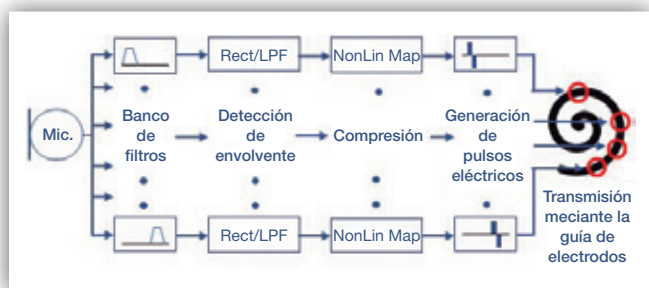 Rect/LPF
NonLin Map
Mic.
Banco
de
filtros
Detección
de
envolvente
Compresión
Generación
de
pulsos
eléctricos
Transmisión
meciante la
guía de
electrodos
Rect/LPF
NonLin Map